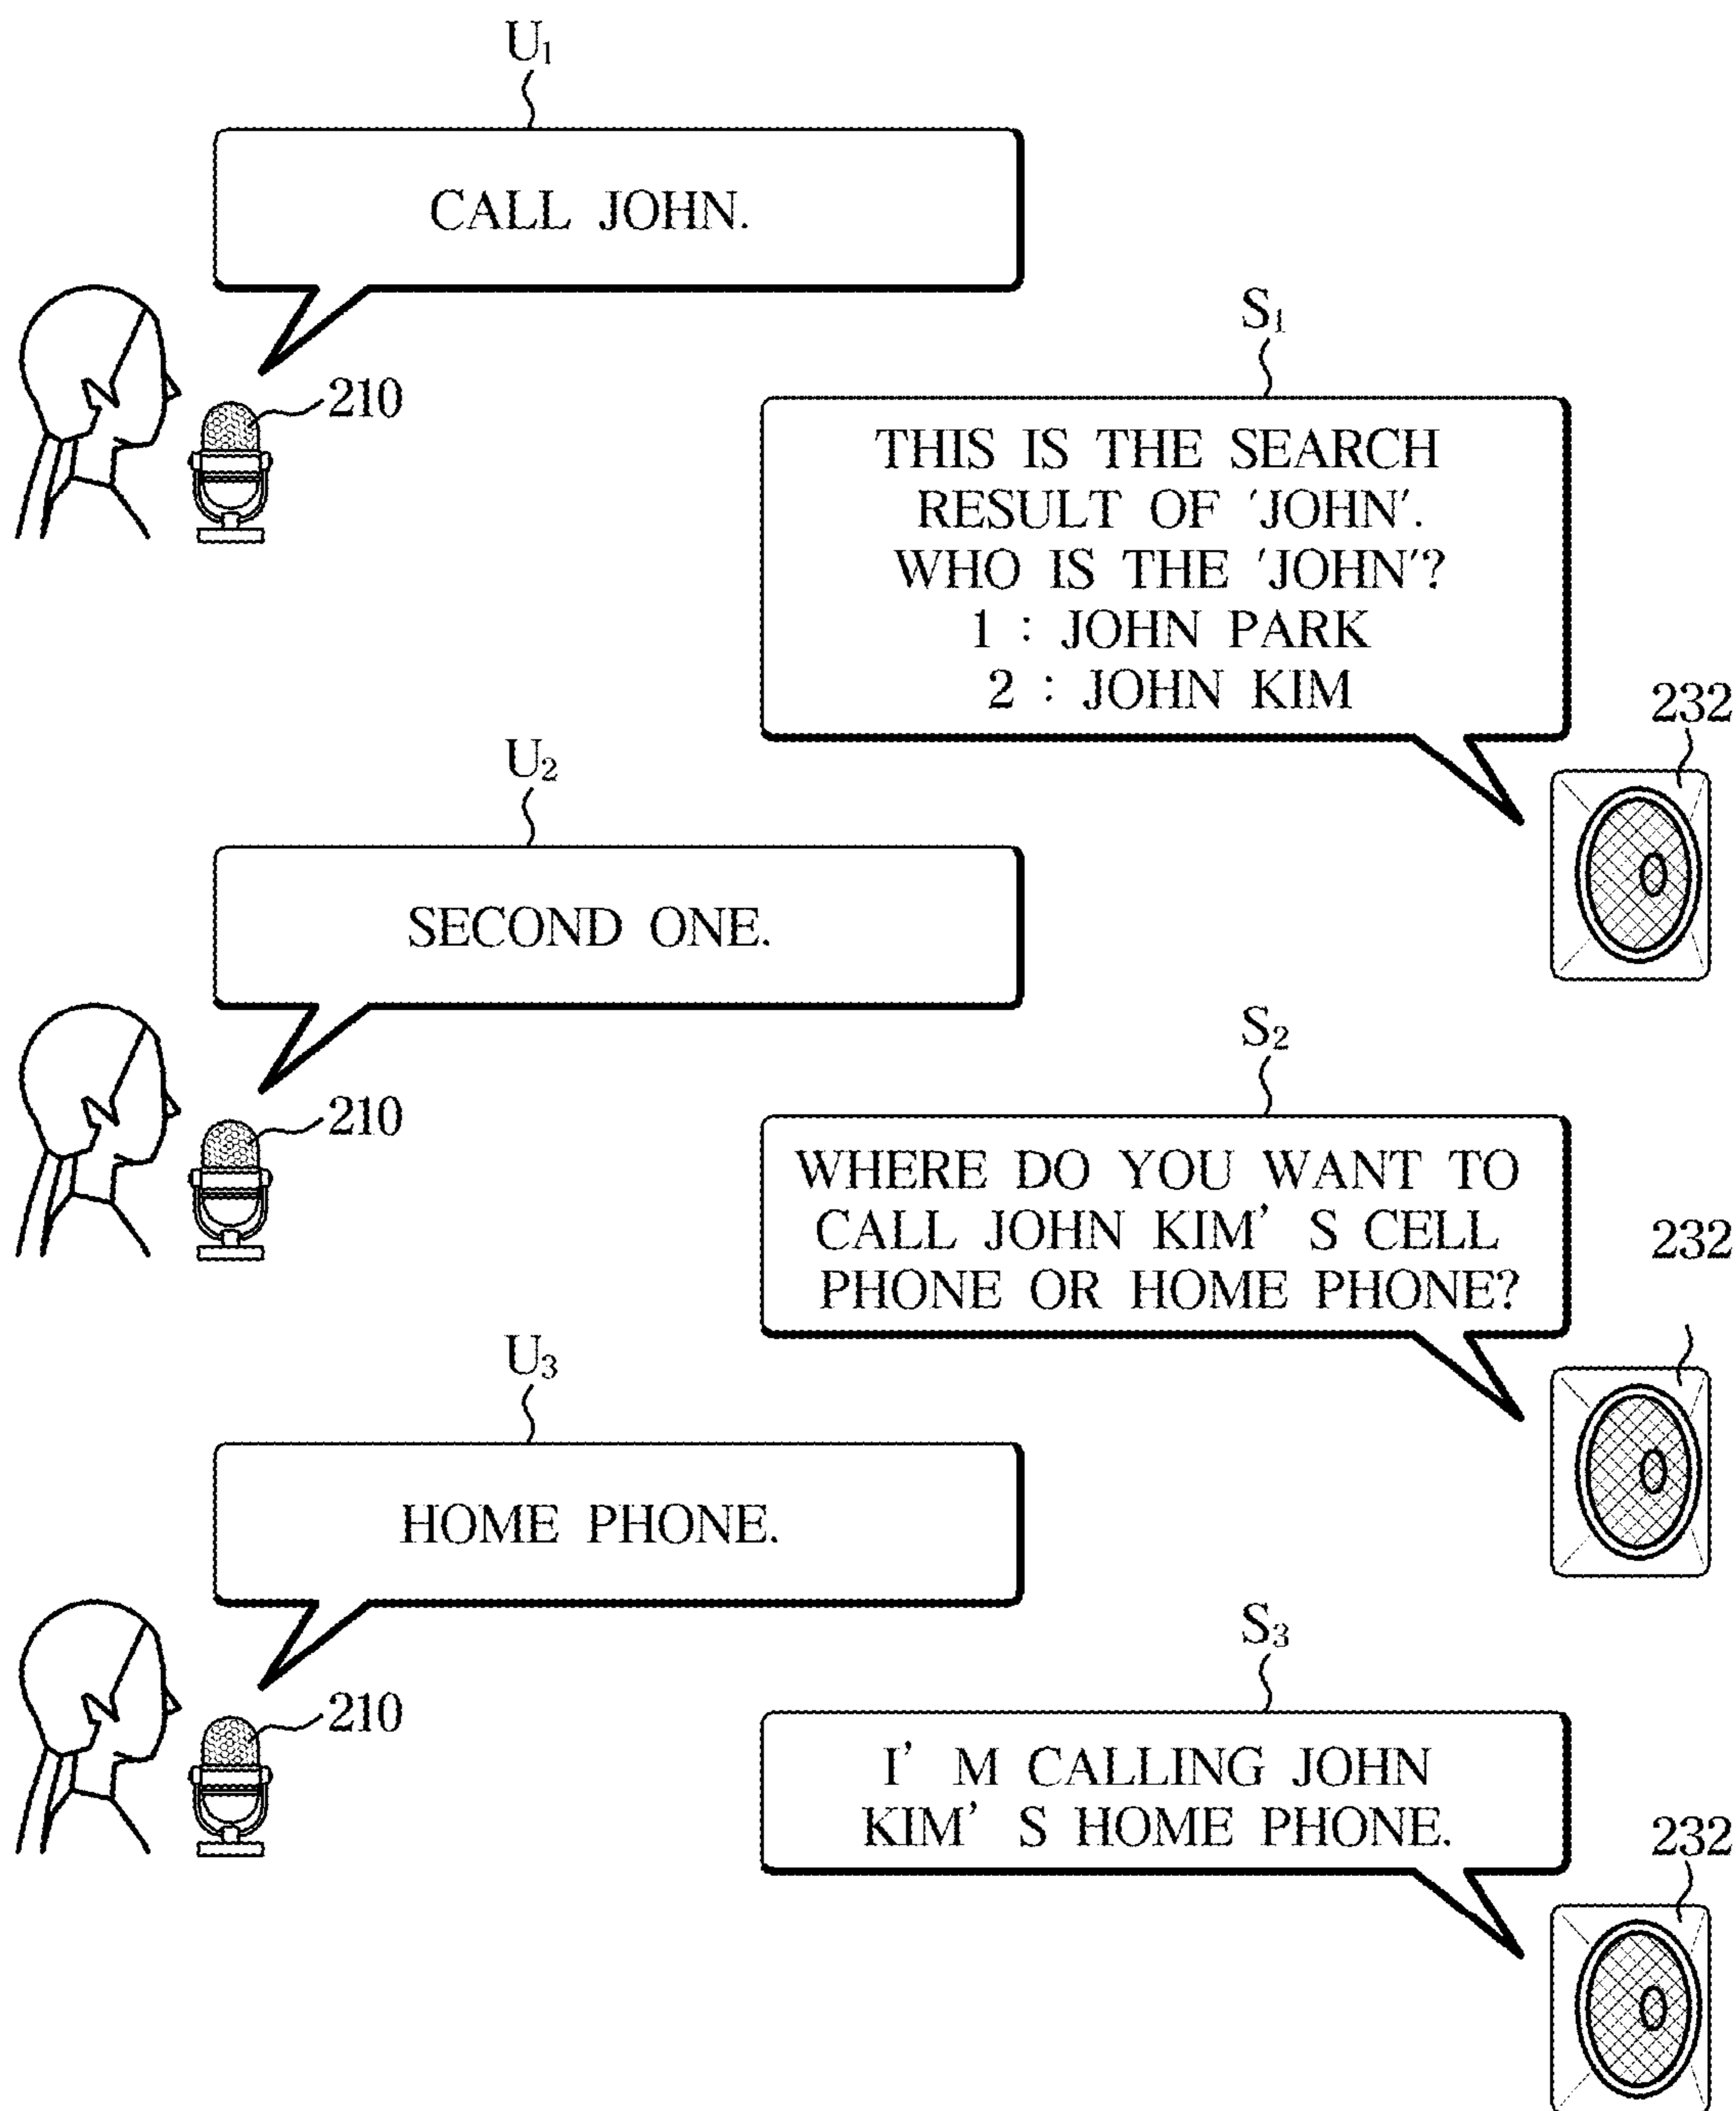 U₁
CALL JOHN.
210
S₁
THIS IS THE SEARCH
RESULT OF 'JOHN'.
WHO IS THE 'JOHN'?
1 : JOHN PARK
2 : JOHN KIM
232
U₂
SECOND ONE.
210
S₂
WHERE DO YOU WANT TO
CALL JOHN KIM' S CELL
PHONE OR HOME PHONE?
232
U₃
HOME PHONE.
210
S₃
I' M CALLING JOHN
KIM' S HOME PHONE.
232